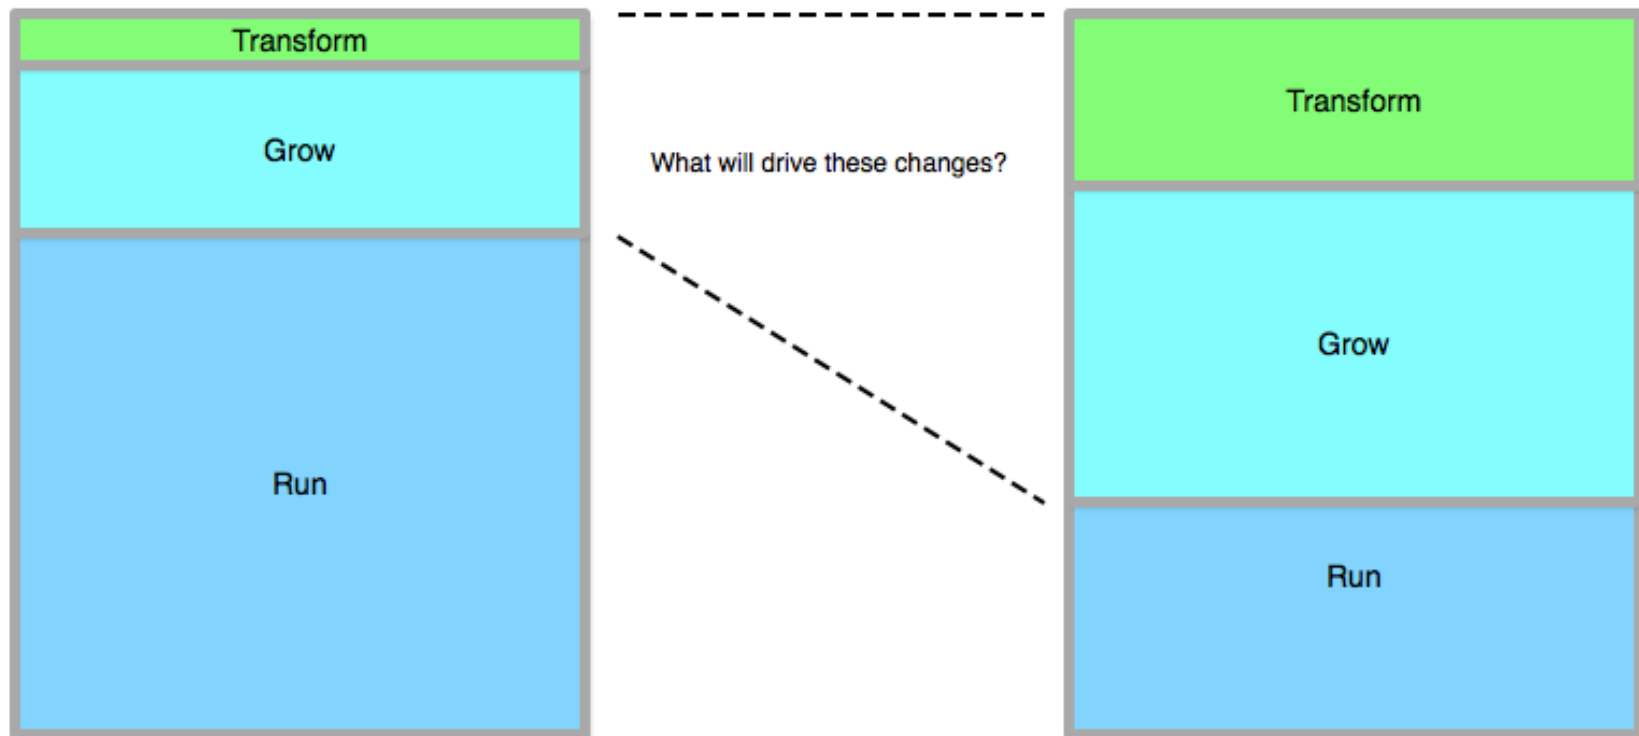 Transform
Grow
Run
What will drive these changes?
Transform
Grow
Run